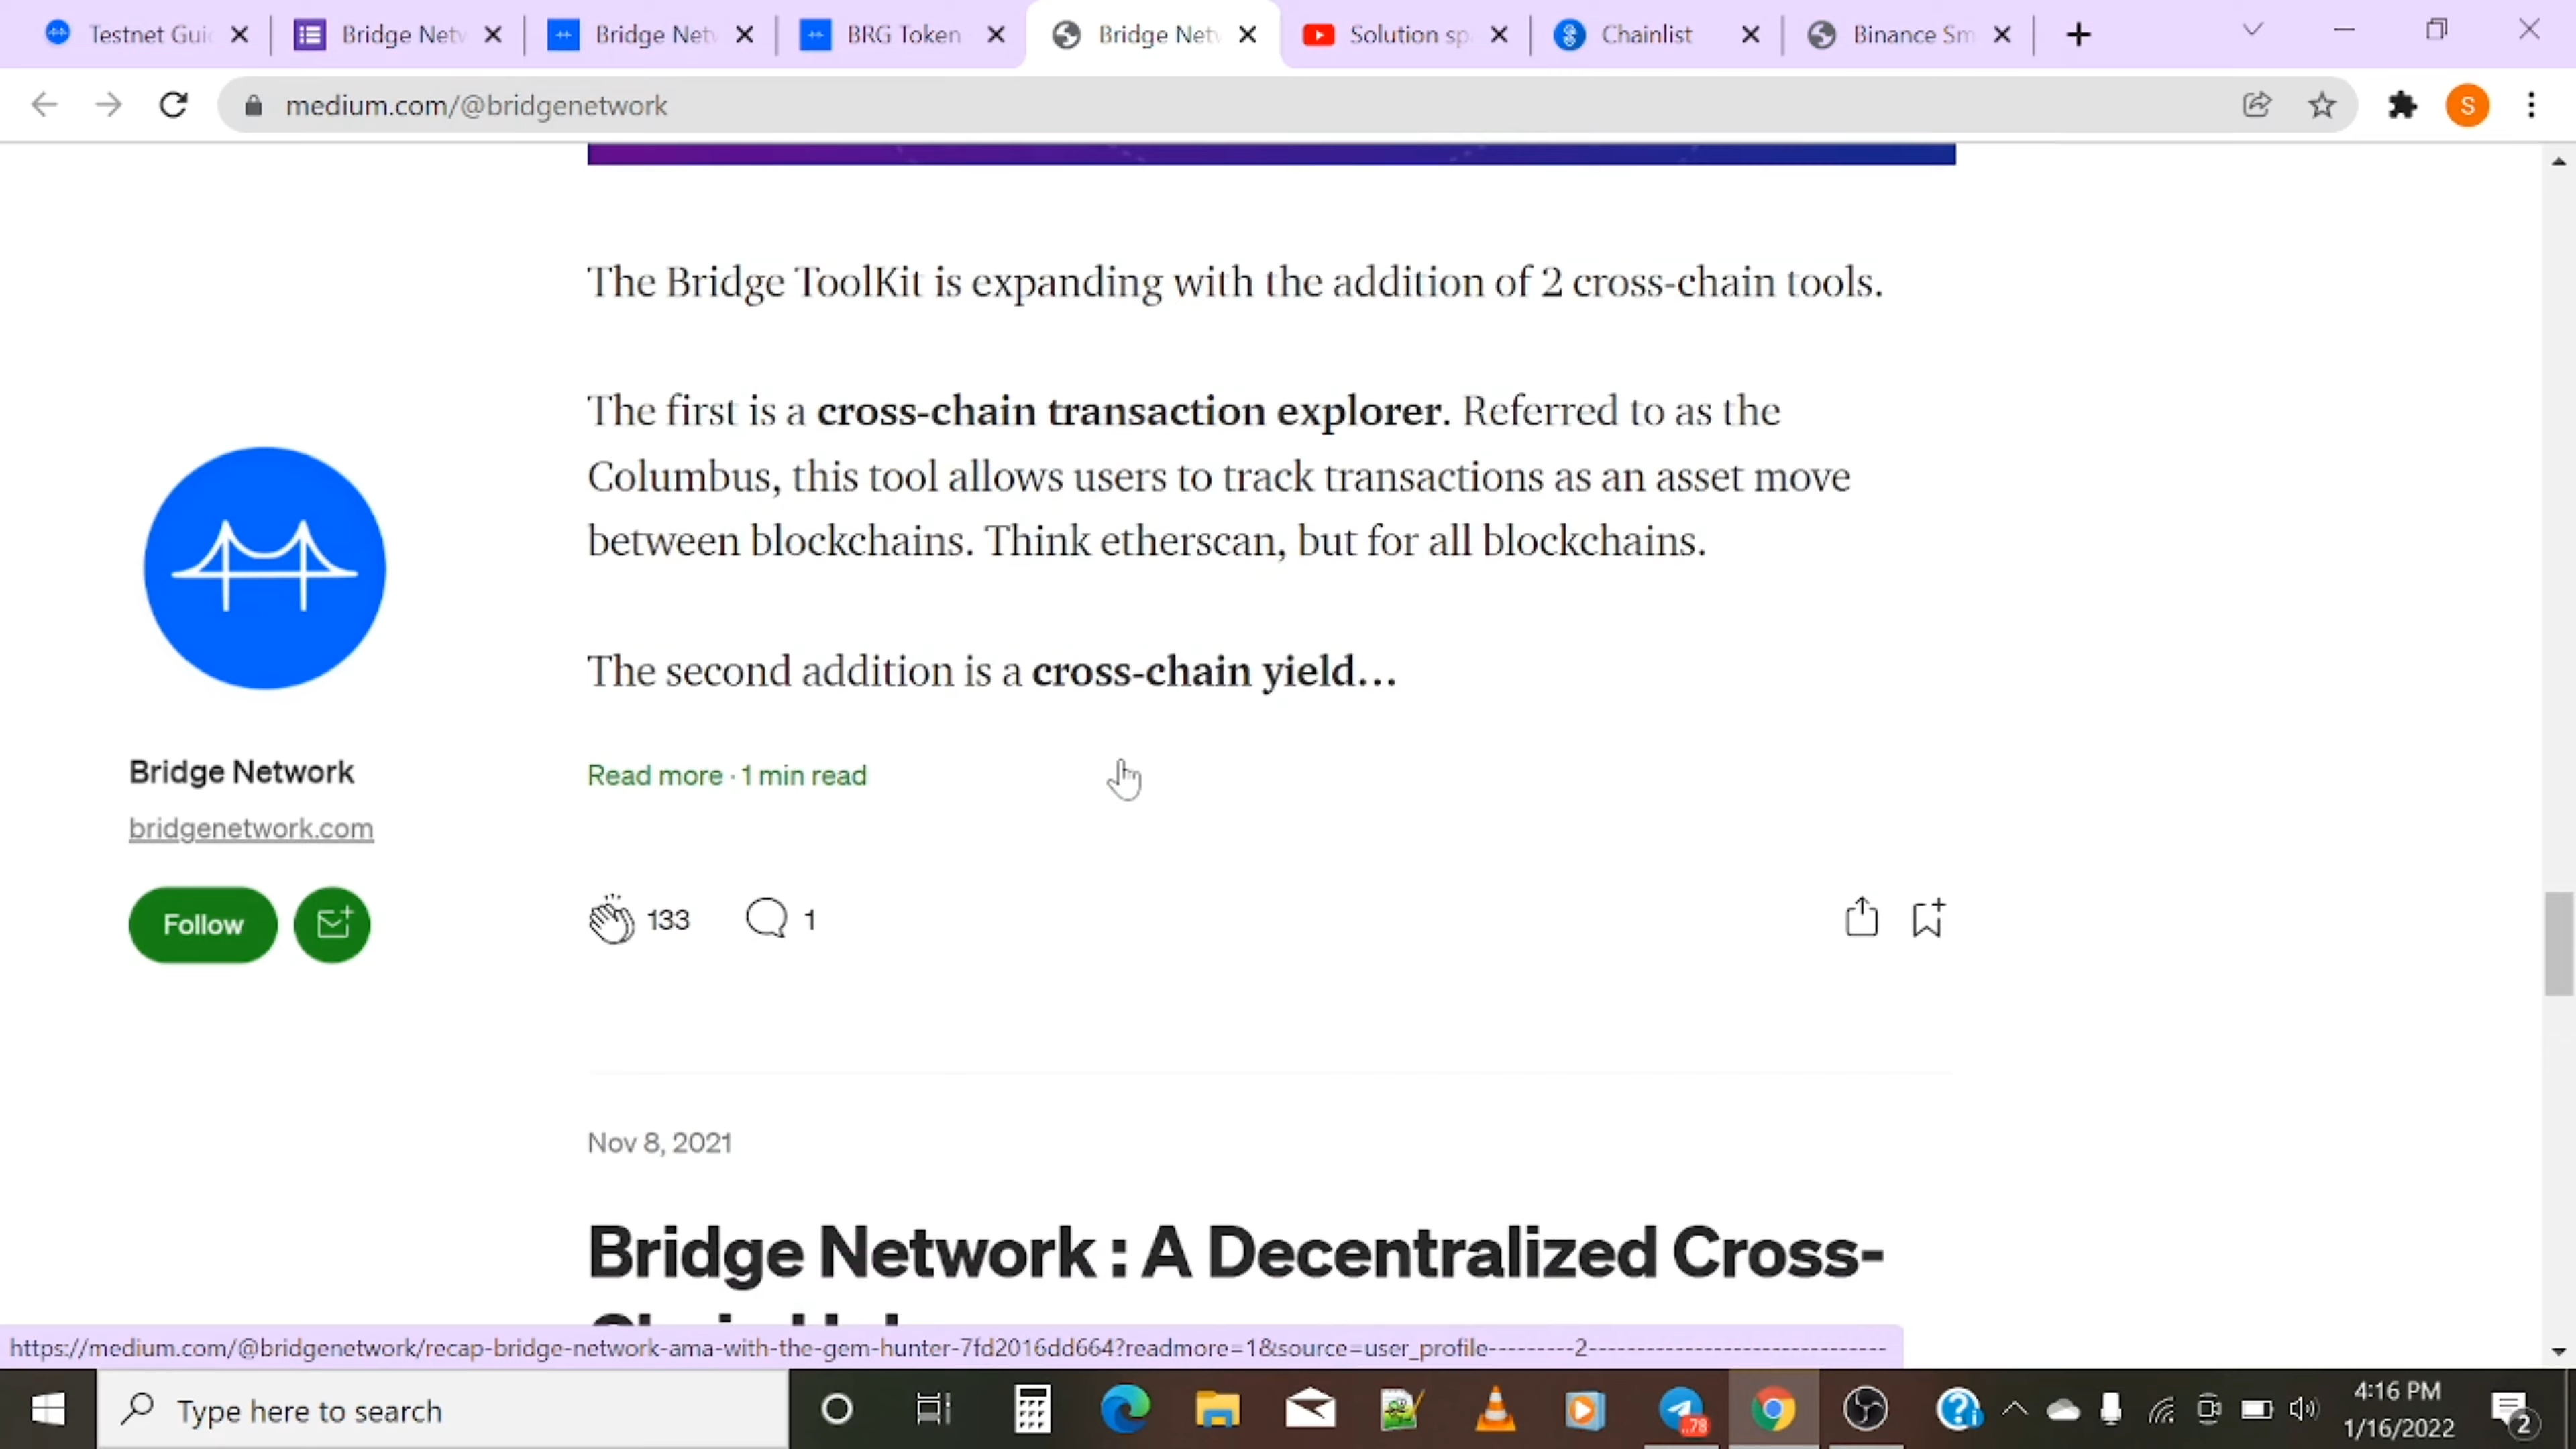 Testnet Gui
Bridge Netv
Bridge Net
BRG Token
Bridge Net
Solution sp
Chainlist
Binance Sm
medium.com/@bridgenetwork
S
The Bridge ToolKit is expanding with the addition of 2 cross-chain tools.
The first is a cross-chain transaction explorer. Referred to as the
Columbus, this tool allows users to track transactions as an asset move
between blockchains. Think etherscan, but for all blockchains.
The second addition is a cross-chain yield…
Read more · 1 min read
Bridge Network
bridgenetwork.com
Follow
133
1
Nov 8, 2021
Bridge Network : A Decentralized Cross-
https://medium.com/@bridgenetwork/recap-bridge-network-ama-with-the-gem-hunter-7fd2016dd664?readmore=1&source=user_profile---------2-------------------------------
Type here to search
..78
4:16 PM
1/16/2022
2